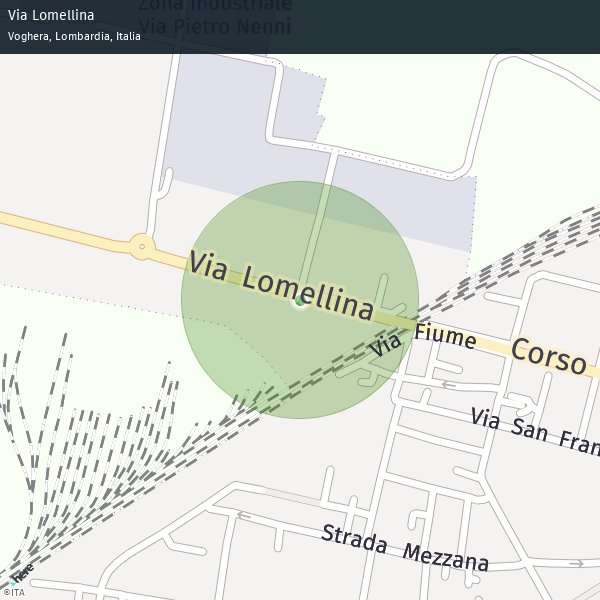 Via Lomellina
Voghera, Lombardia, Italia
Zona Industriale
Via Pietro Nenni
Via Lomellina
Via Fiume
Corso
Via San Fran
Strada Mezzana
here
©ITA